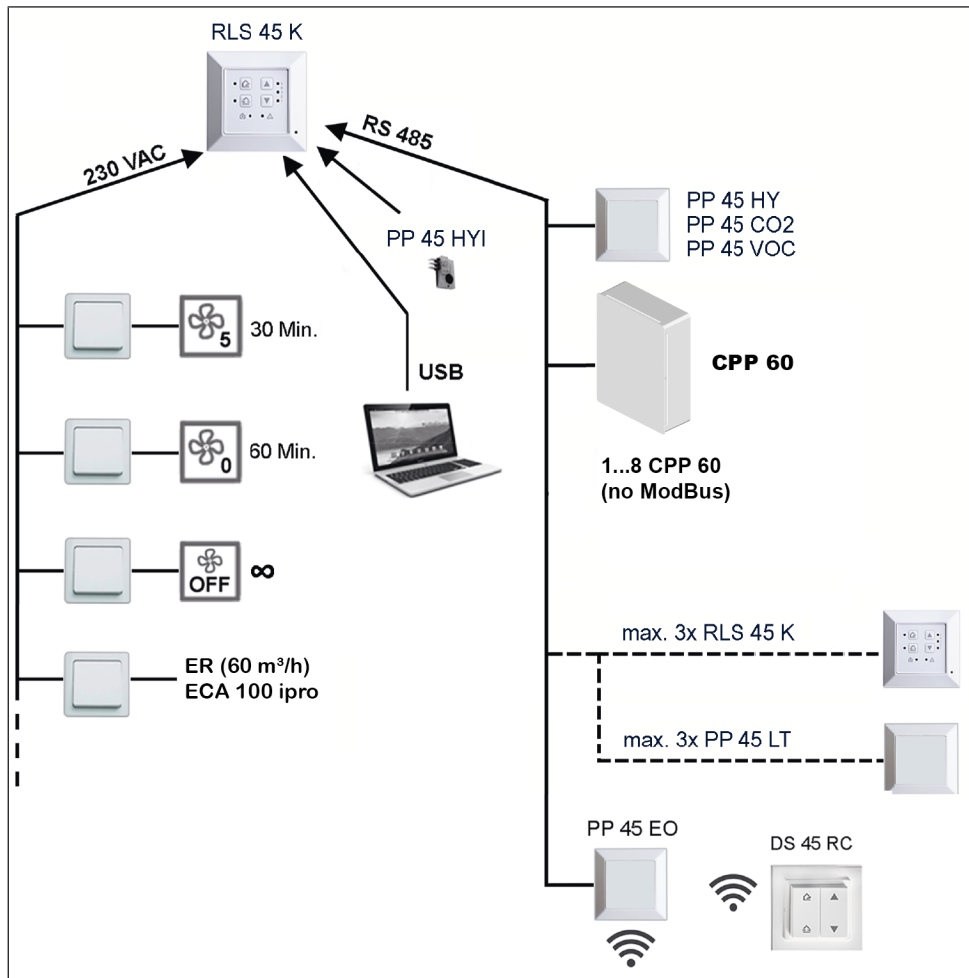 RLS 45 K
230 VAC
RS 485
PP 45 HYI
PP 45 HY
PP 45 CO2
PP 45 VOC
5
30 Min.
USB
CPP 60
0
60 Min.
1...8 CPP 60
(no ModBus)
OFF
∞
max. 3x RLS 45 K
ER (60 m³/h)
ECA 100 ipro
max. 3x PP 45 LT
PP 45 EO
DS 45 RC